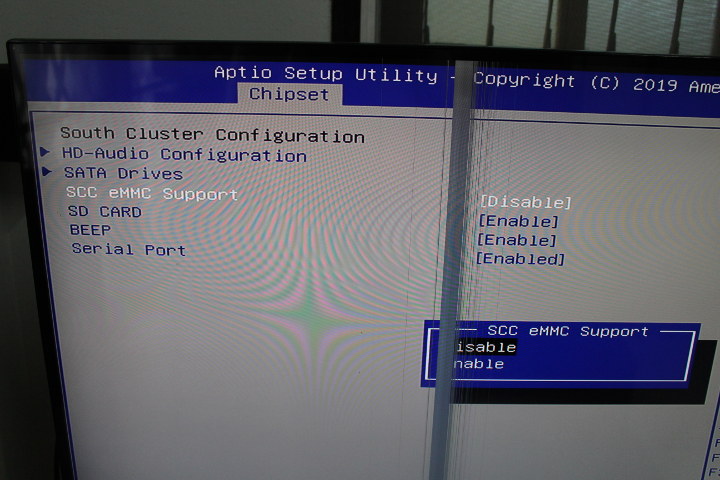 Aptio Setup Utility - Copyright (C) 2019 Ame
Chipset
South Cluster Configuration
HD-Audio Configuration
SATA Drives
SCC eMMC Support [Disable]
SD CARD [Enable]
BEEP [Enable]
Serial Port [Enabled]
SCC eMMC Support
isable
nable